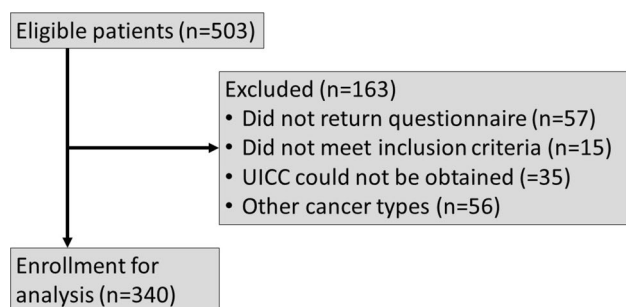 Eligible patients (n=503)
Excluded (n=163)
• Did not return questionnaire (n=57)
• Did not meet inclusion criteria (n=15)
• UICC could not be obtained (=35)
• Other cancer types (n=56)
Enrollment for
analysis (n=340)